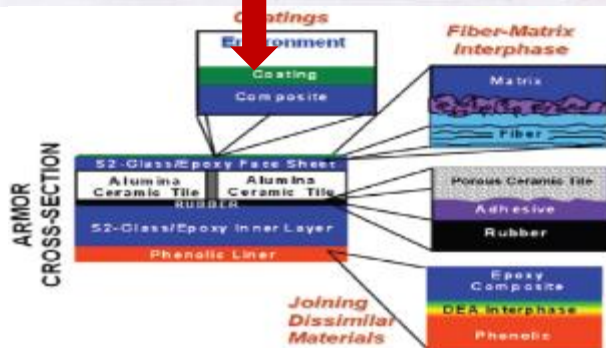 Coatings
Environment
Coating
Composite
Fiber-Matrix
Interphase
Matrix
Fiber
ARMOR
CROSS-SECTION
S2-Glass/Epoxy Face Sheet
Alumina
Ceramic Tile
Alumina
Ceramic Tile
RUBBER
S2-Glass/Epoxy Inner Layer
Phenolic Liner
Porous Ceramic Tile
Adhesive
Rubber
Joining
Dissimilar
Materials
Epoxy
Composite
DEA Interphase
Phenolic